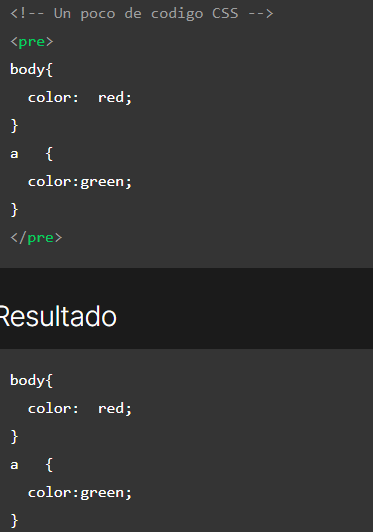 <!-- Un poco de codigo CSS -->
<pre>
body{
  color:  red;
}
a   {
  color:green;
}
</pre>
Resultado
body{
  color:  red;
}
a   {
  color:green;
}